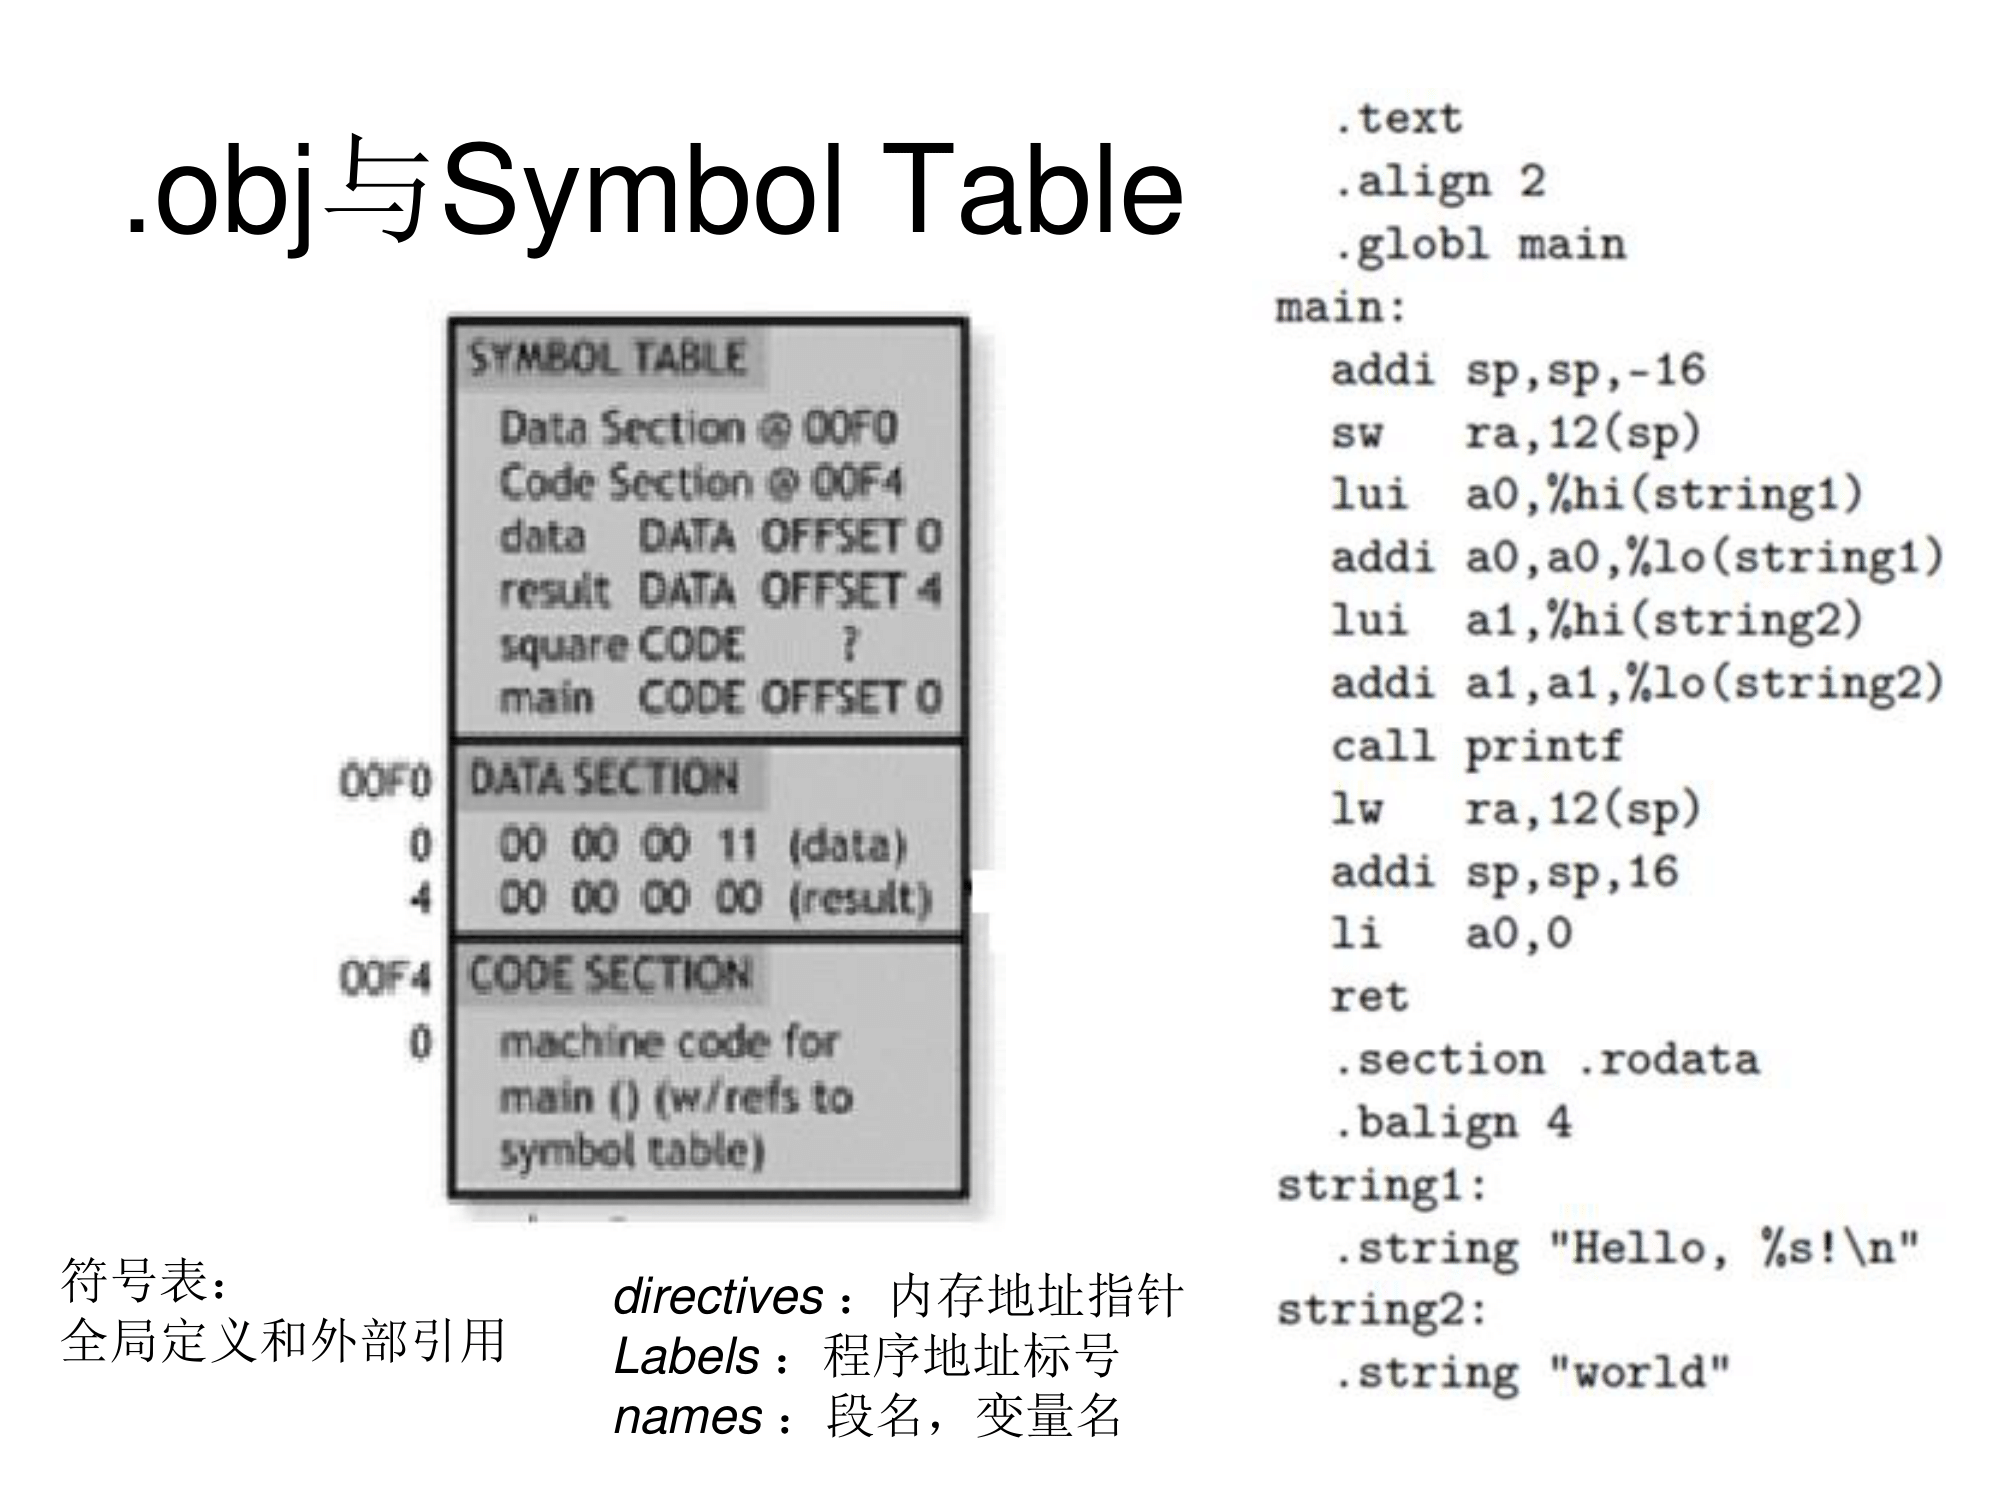 .obj与Symbol Table
SYMBOL TABLE
Data Section @ 00F0
Code Section @ 00F4
data DATA OFFSET 0
result DATA OFFSET 4
square CODE ?
main CODE OFFSET 0
00F0 DATA SECTION
0 00 00 00 11 (data)
4 00 00 00 00 (result)
00F4 CODE SECTION
0 machine code for
main () (w/refs to
symbol table)
符号表：
全局定义和外部引用
directives：内存地址指针
Labels：程序地址标号
names：段名，变量名
.text
.align 2
.globl main
main:
addi sp,sp,-16
sw ra,12(sp)
lui a0,%hi(string1)
addi a0,a0,%lo(string1)
lui a1,%hi(string2)
addi a1,a1,%lo(string2)
call printf
lw ra,12(sp)
addi sp,sp,16
li a0,0
ret
.section .rodata
.balign 4
string1:
.string "Hello, %s!\n"
string2:
.string "world"